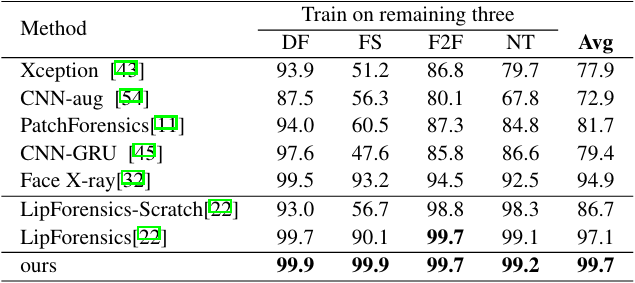 Method Train on remaining three
DF FS F2F NT Avg
Xception [43] 93.9 51.2 86.8 79.7 77.9
CNN-aug [54] 87.5 56.3 80.1 67.8 72.9
PatchForensics[11] 94.0 60.5 87.3 84.8 81.7
CNN-GRU [45] 97.6 47.6 85.8 86.6 79.4
Face X-ray[32] 99.5 93.2 94.5 92.5 94.9
LipForensics-Scratch[22] 93.0 56.7 98.8 98.3 86.7
LipForensics[22] 99.7 90.1 99.7 99.1 97.1
ours 99.9 99.9 99.7 99.2 99.7